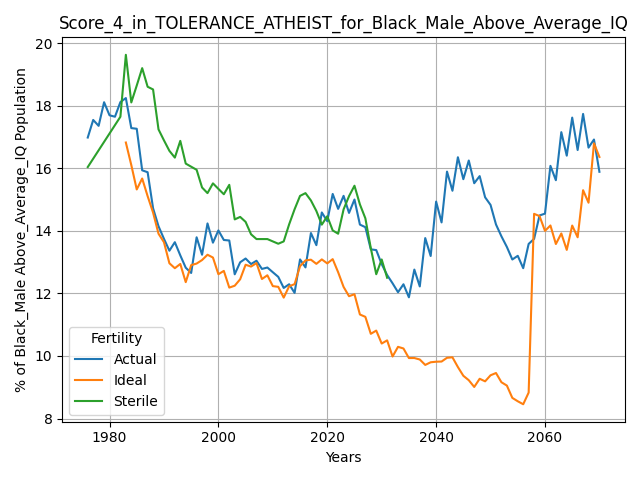 Score_4_in_TOLERANCE_ATHEIST_for_Black_Male_Above_Average_IQ
% of Black_Male Above_Average_IQ Population
20
18
16
14
12
10
8
Fertility
Actual
Ideal
Sterile
1980
2000
2020
2040
2060
Years